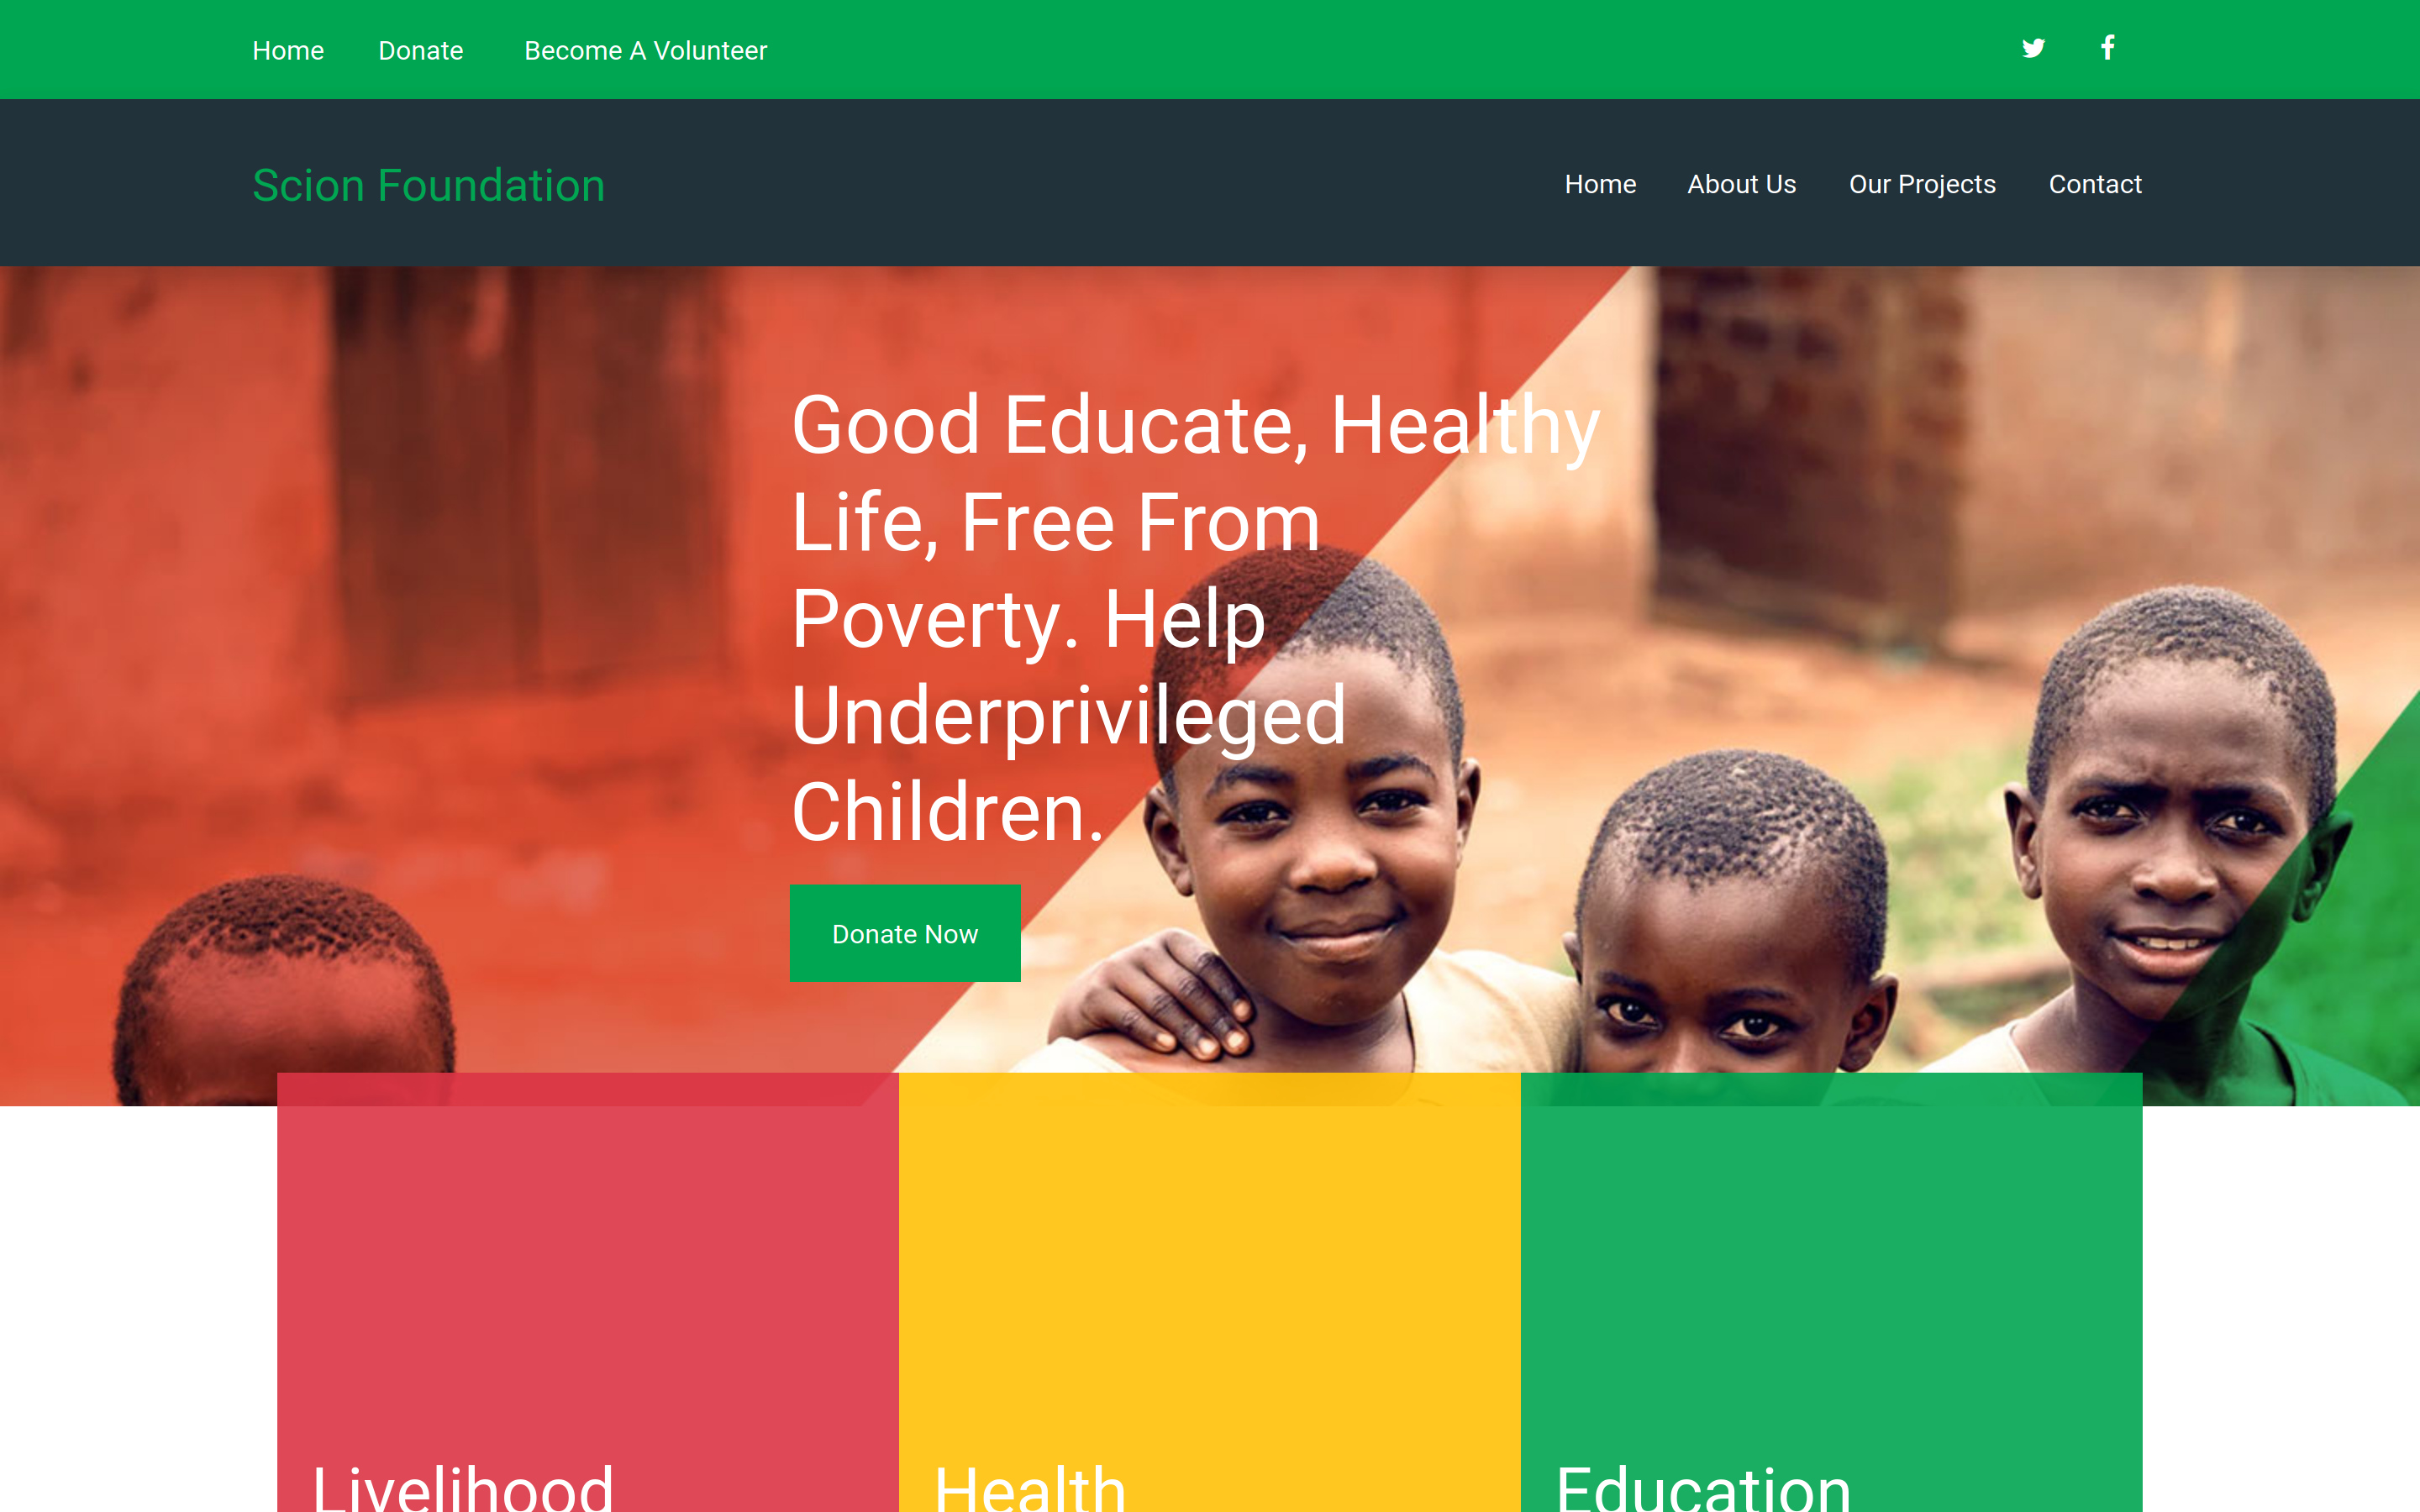 Home Donate Become A Volunteer
Scion Foundation
Home About Us Our Projects Contact
Good Educate, Healthy
Life, Free From
Poverty. Help
Underprivileged
Children.
Donate Now
Livelihood Health Education